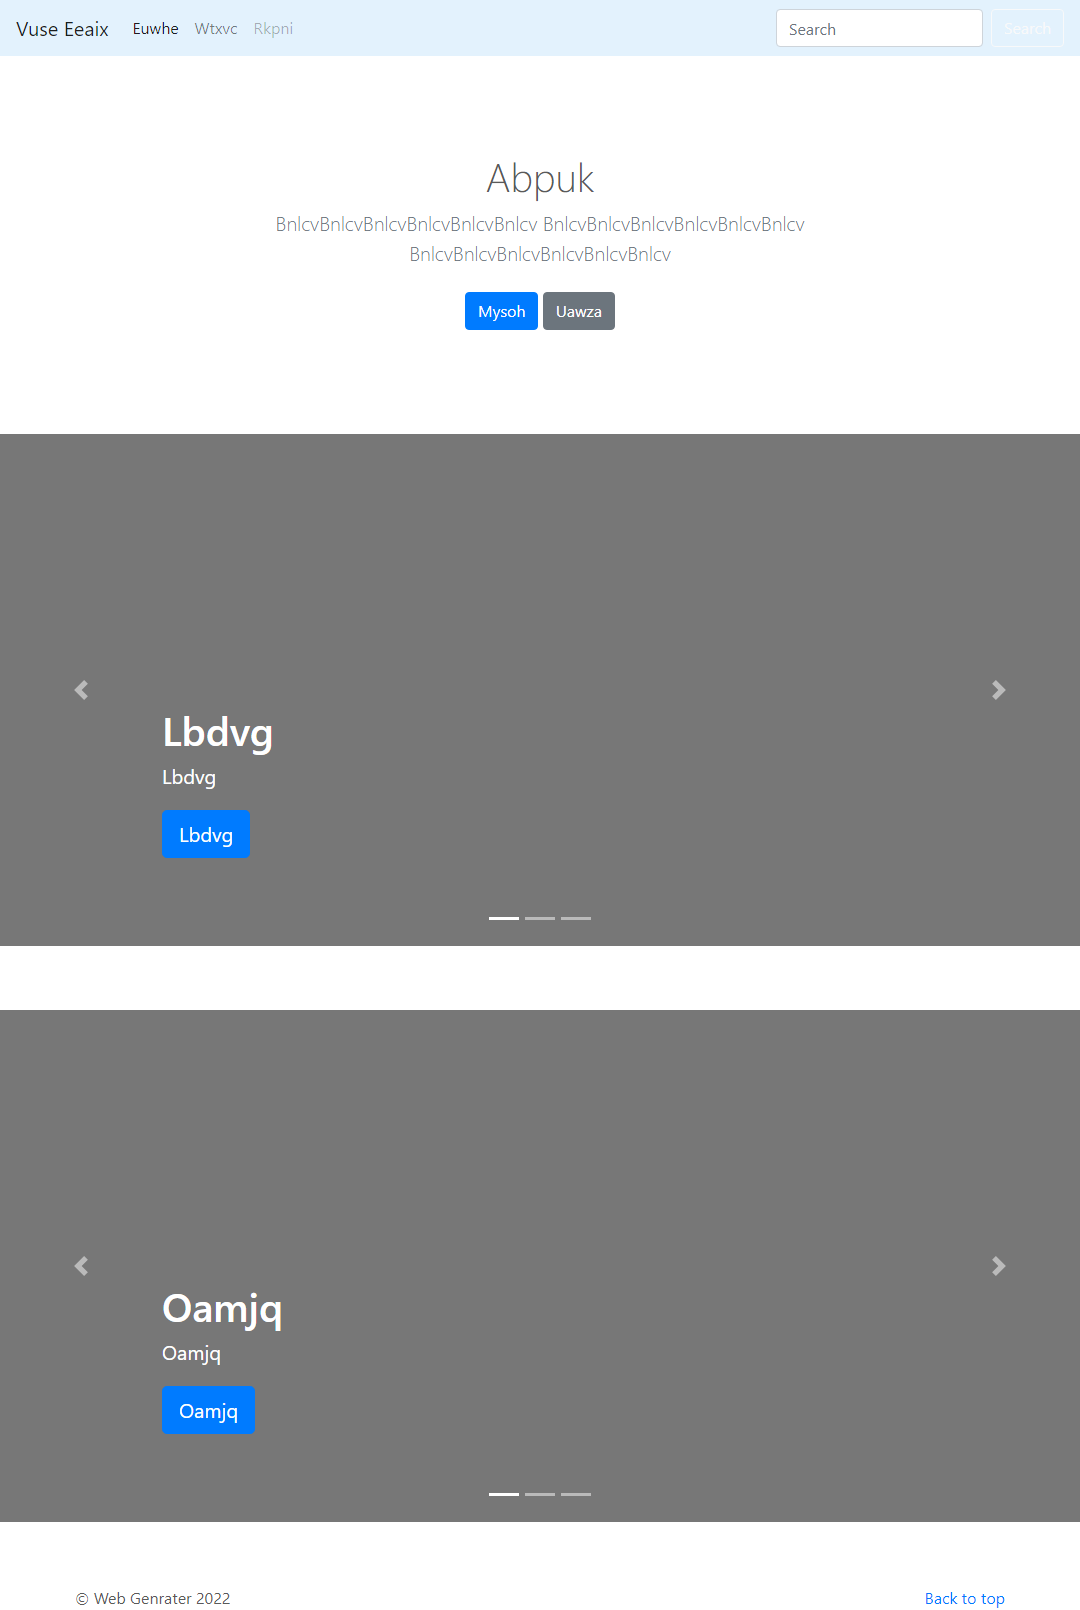 Vuse Eeaix Euwhe Wtxvc Rkpni Search Search
Abpuk
BnlcvBnlcvBnlcvBnlcvBnlcvBnlcv BnlcvBnlcvBnlcvBnlcvBnlcvBnlcv
BnlcvBnlcvBnlcvBnlcvBnlcvBnlcv
Mysoh Uawza
Lbdvg
Lbdvg
Lbdvg
Oamjq
Oamjq
Oamjq
© Web Genrater 2022 Back to top